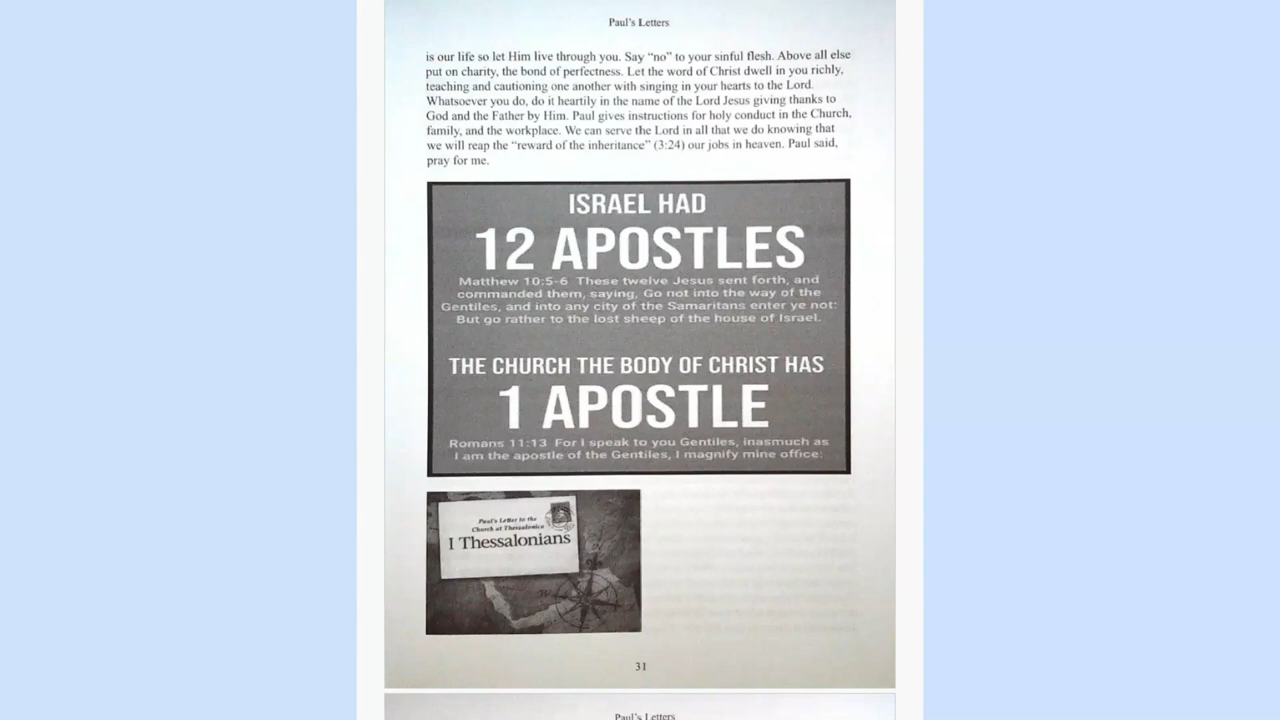 Paul's Letters
is our life so let Him live through you. Say “no” to your sinful flesh. Above all else
put on charity, the bond of perfectness. Let the word of Christ dwell in you richly,
teaching and cautioning one another with singing in your hearts to the Lord.
Whatsoever you do, do it heartily in the name of the Lord Jesus giving thanks to
God and the Father by Him. Paul gives instructions for holy conduct in the Church,
family, and the workplace. We can serve the Lord in all that we do knowing that
we will reap the “reward of the inheritance” (3:24) our jobs in heaven. Paul said,
pray for me.
ISRAEL HAD
12 APOSTLES
Matthew 10:5-6 These twelve Jesus sent forth, and
commanded them, saying, Go not into the way of the
Gentiles, and into any city of the Samaritans enter ye not:
But go rather to the lost sheep of the house of Israel.
THE CHURCH THE BODY OF CHRIST HAS
1 APOSTLE
Romans 11:13 For I speak to you Gentiles, inasmuch as
I am the apostle of the Gentiles, I magnify mine office:
Paul's Letter to the
Church at Thessalonica
I Thessalonians
W
31
Paul's Letters